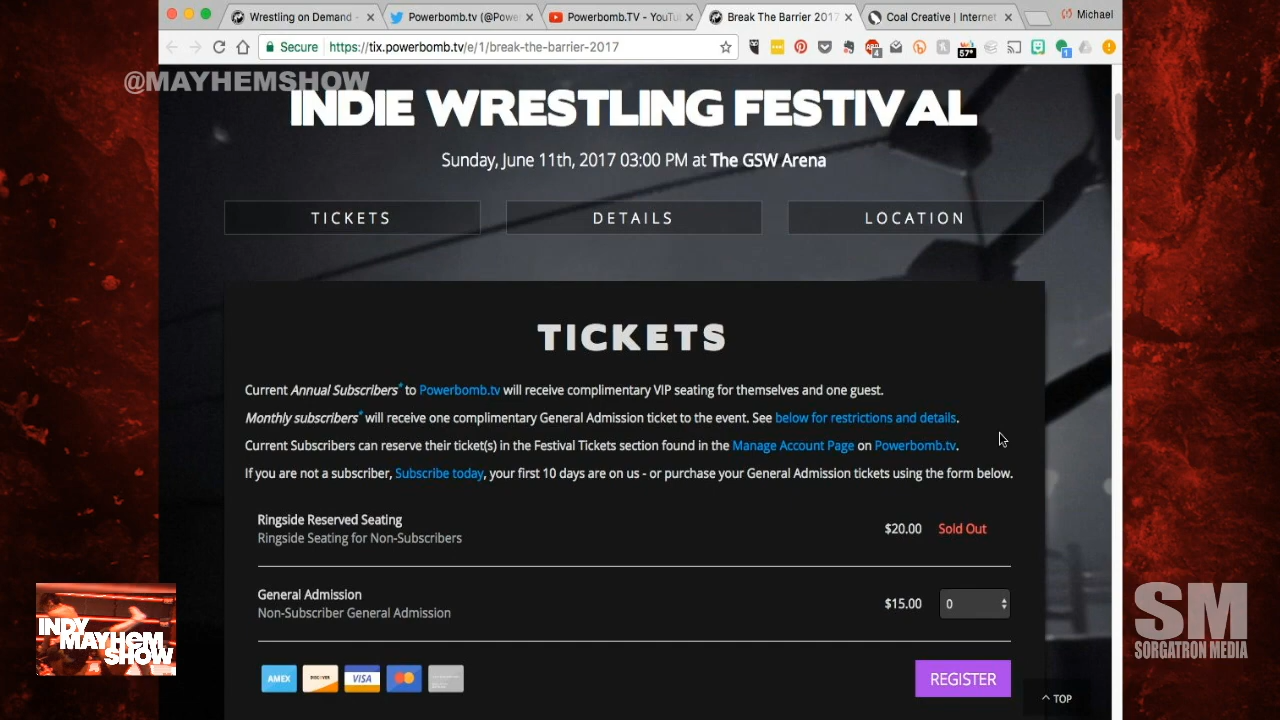 Wrestling on Demand -
Powerbomb.tv (@Powe
Powerbomb.TV - YouTu
Break The Barrier 2017
Coal Creative | Internet
Michael
Secure
https://tix.powerbomb.tv/e/1/break-the-barrier-2017
4
57°
1
@MAYHEMSHOW
INDIE WRESTLING FESTIVAL
Sunday, June 11th, 2017 03:00 PM at The GSW Arena
TICKETS
DETAILS
LOCATION
TICKETS
Current Annual Subscribers* to Powerbomb.tv will receive complimentary VIP seating for themselves and one guest.
Monthly subscribers* will receive one complimentary General Admission ticket to the event. See below for restrictions and details.
Current Subscribers can reserve their ticket(s) in the Festival Tickets section found in the Manage Account Page on Powerbomb.tv.
If you are not a subscriber, Subscribe today, your first 10 days are on us - or purchase your General Admission tickets using the form below.
Ringside Reserved Seating
$20.00 Sold Out
Ringside Seating for Non-Subscribers
General Admission
$15.00 0
Non-Subscriber General Admission
AMEX
DISCOVER
VISA
REGISTER
TOP
INDY
MAYHEM
SHOW
SM
SORGATRON MEDIA